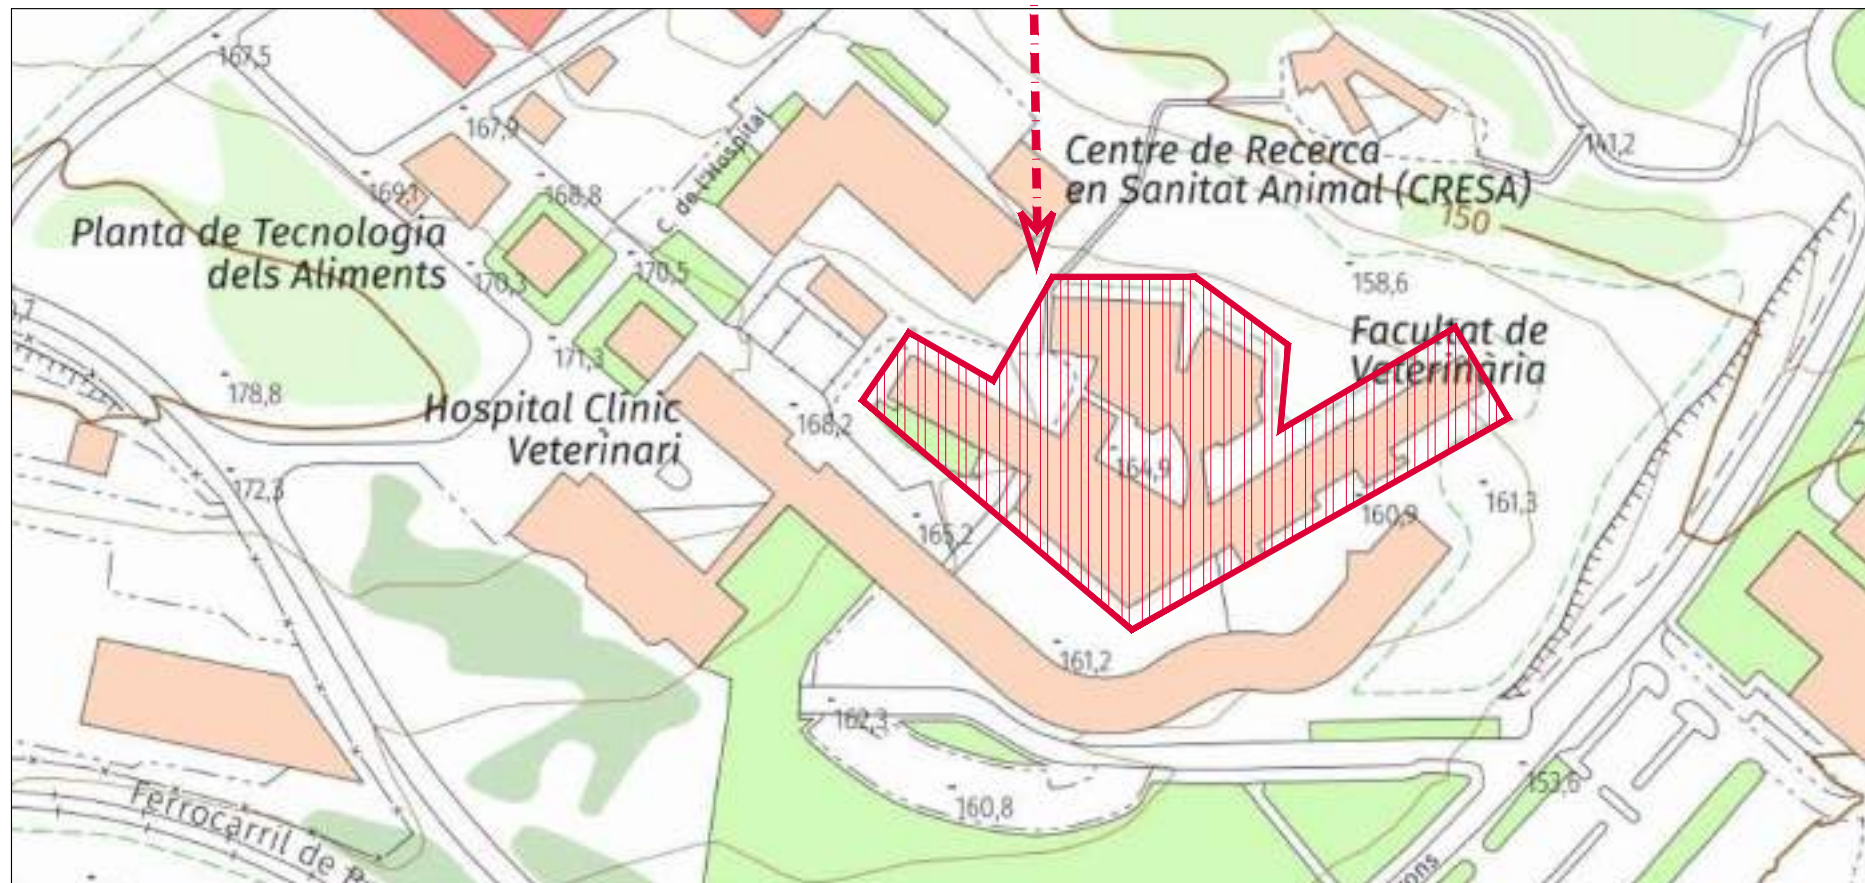 167,5
167,9
C. de l'Hospital
Centre de Recerca
en Sanitat Animal (CRESA)
141,2
169,1
168,8
150
Planta de Tecnologia
dels Aliments
170,3
170,5
158,6
171,3
Facultat de
Veterinària
178,8
Hospital Clínic
Veterinari
168,2
164,9
172,3
161,3
160,9
165,2
161,2
162,3
153,6
160,8
Ferrocarril de